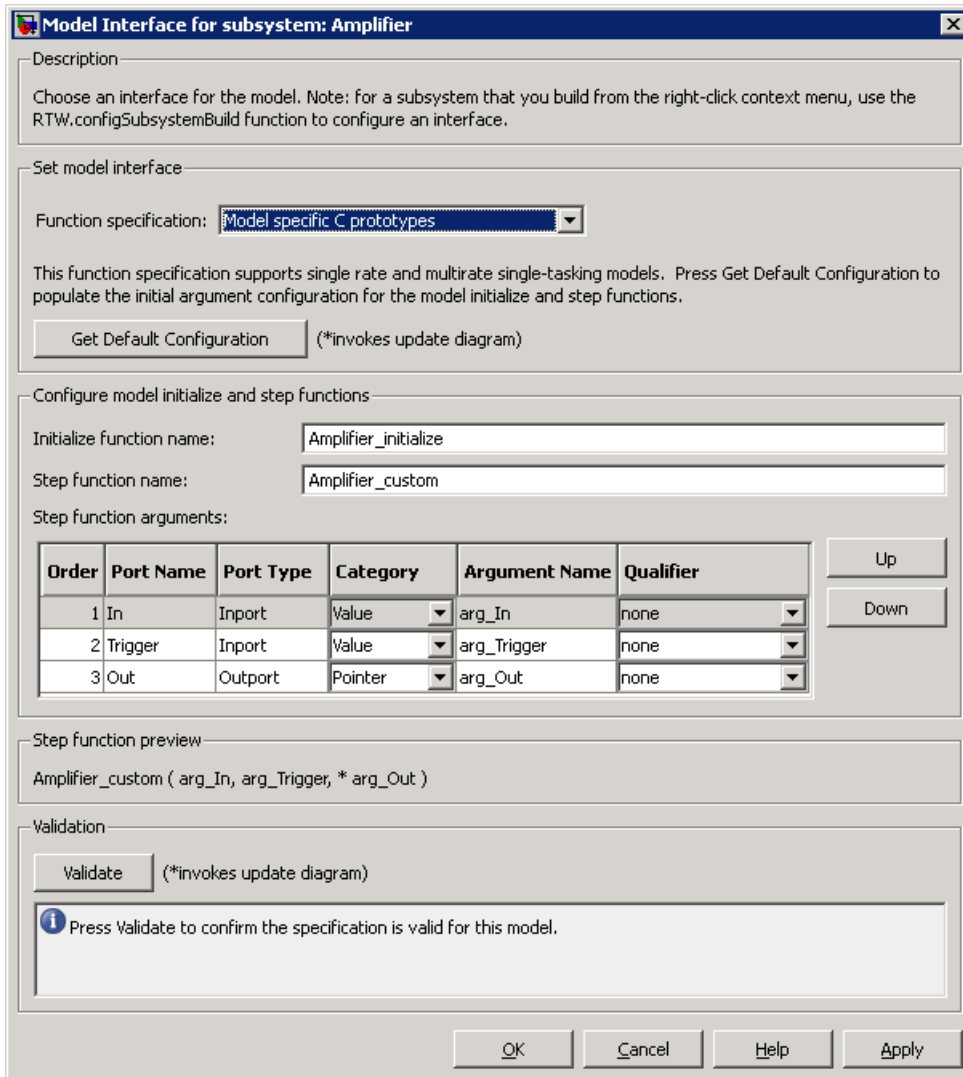 Model Interface for subsystem: Amplifier
Description
Choose an interface for the model. Note: for a subsystem that you build from the right-click context menu, use the
RTW.configSubsystemBuild function to configure an interface.
Set model interface
Function specification: Model specific C prototypes
This function specification supports single rate and multirate single-tasking models. Press Get Default Configuration to
populate the initial argument configuration for the model initialize and step functions.
Get Default Configuration (*invokes update diagram)
Configure model initialize and step functions
Initialize function name: Amplifier_initialize
Step function name: Amplifier_custom
Step function arguments:
Order Port Name Port Type Category Argument Name Qualifier
1 In Inport Value arg_In none
2 Trigger Inport Value arg_Trigger none
3 Out Outport Pointer arg_Out none
Up
Down
Step function preview
Amplifier_custom ( arg_In, arg_Trigger, * arg_Out )
Validation
Validate (*invokes update diagram)
Press Validate to confirm the specification is valid for this model.
OK Cancel Help Apply